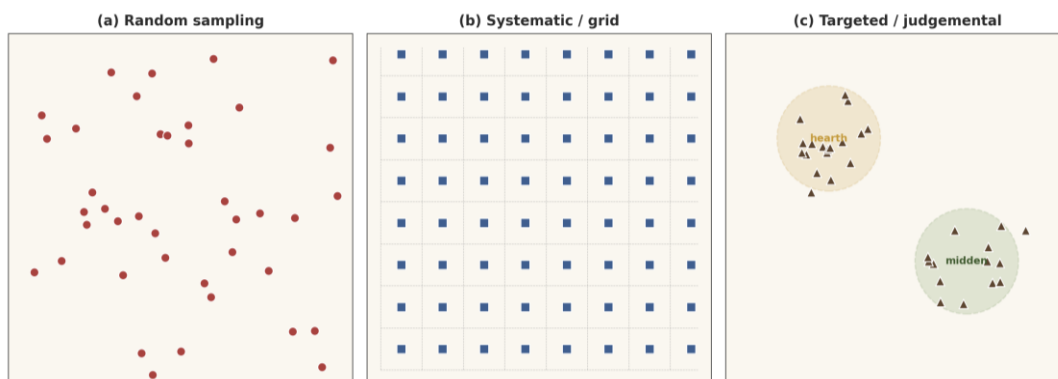 (a) Random sampling
(b) Systematic / grid
(c) Targeted / judgemental
hearth
midden